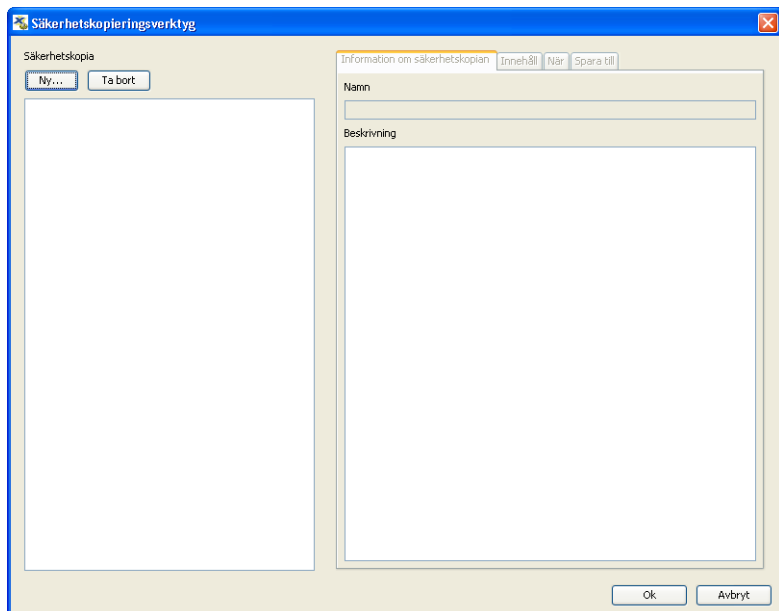 Säkerhetskopieringsverktyg
Säkerhetskopia
Ny...
Ta bort
Information om säkerhetskopian
Innehåll
När
Spara till
Namn
Beskrivning
Ok
Avbryt